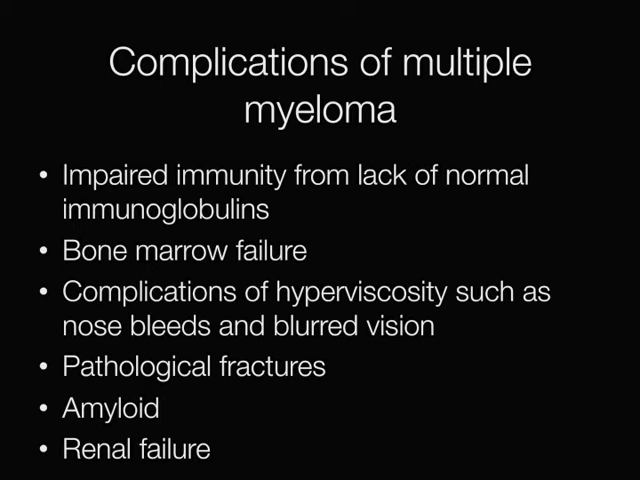 Complications of multiple
myeloma
• Impaired immunity from lack of normal
immunoglobulins
• Bone marrow failure
• Complications of hyperviscosity such as
nose bleeds and blurred vision
• Pathological fractures
• Amyloid
• Renal failure